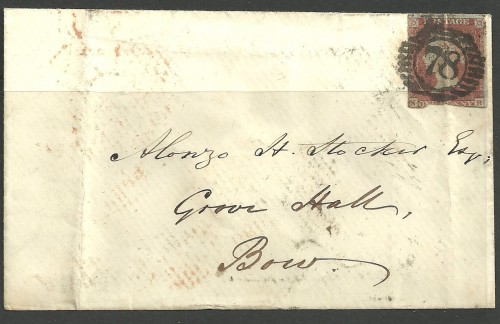 POSTAGE
78
Alonzo H. Stocker Esq,
Grove Hall,
Bow